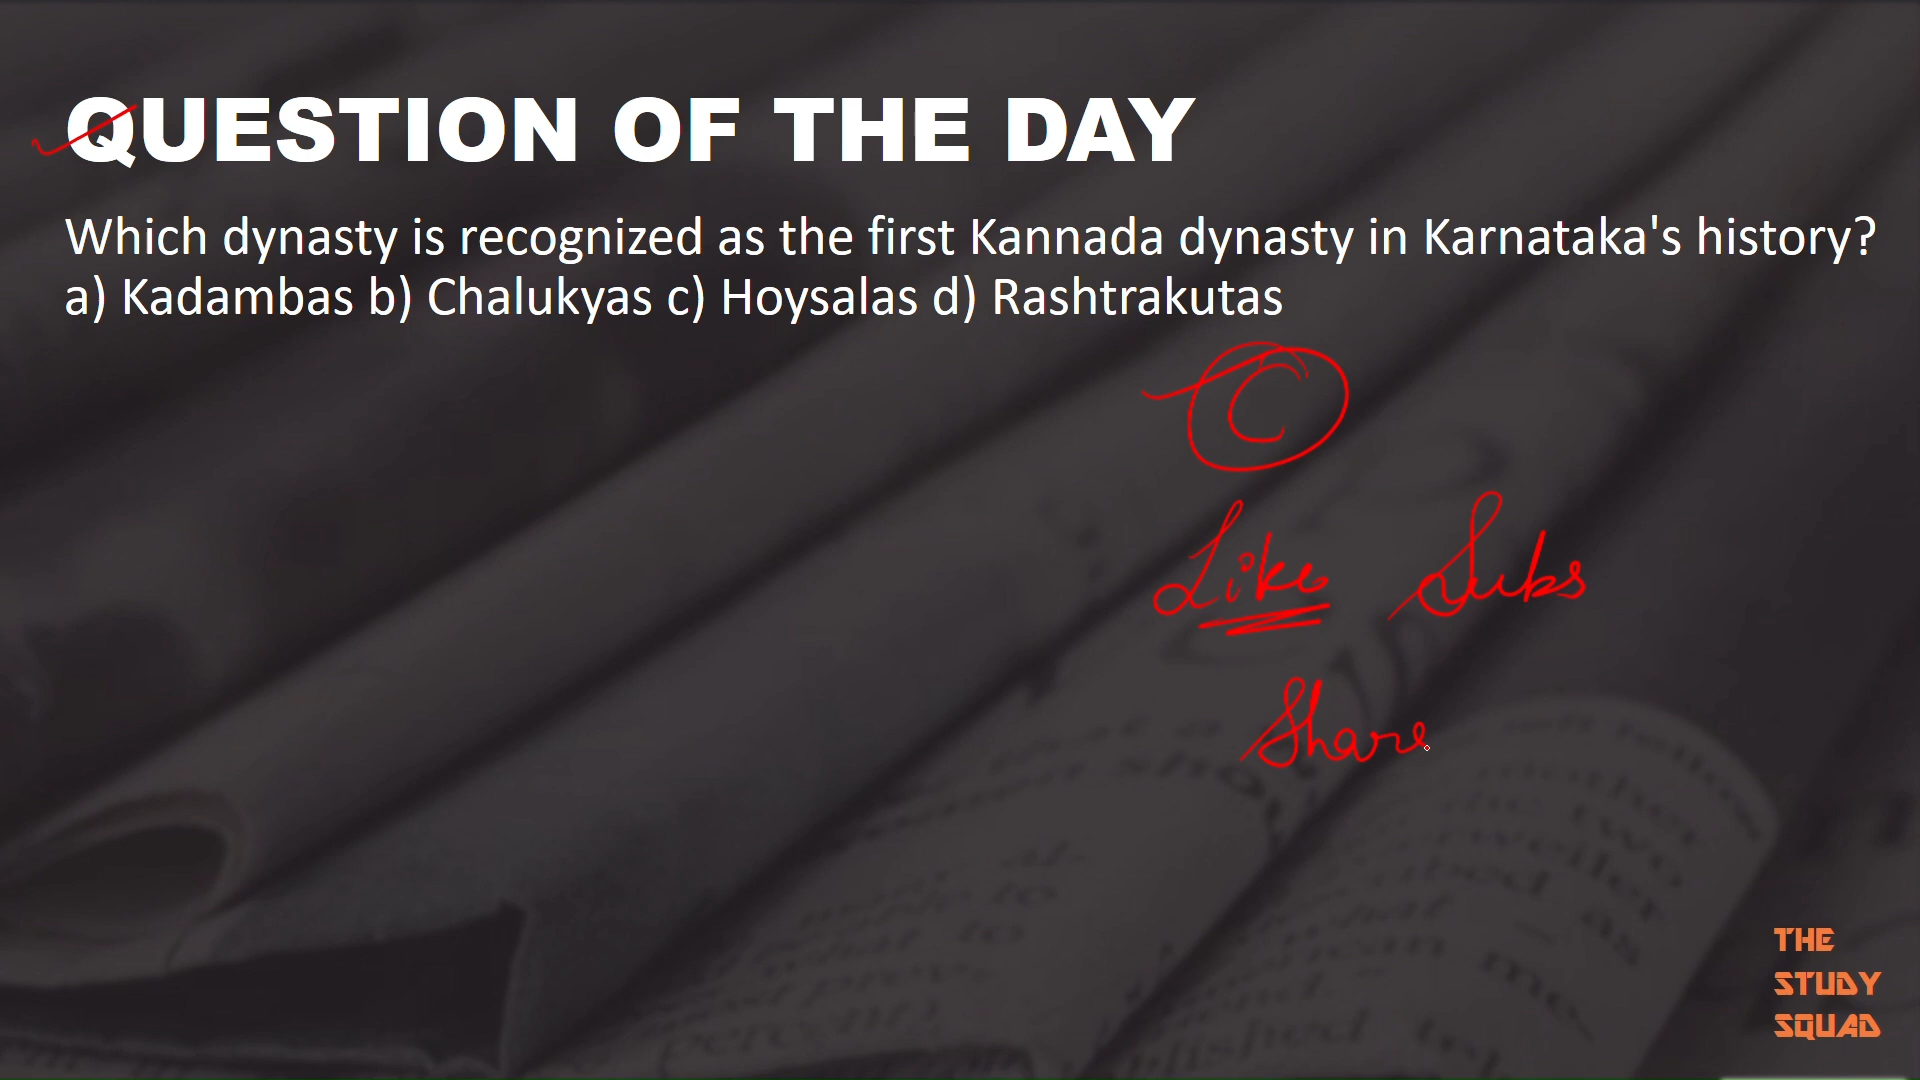 QUESTION OF THE DAY
Which dynasty is recognized as the first Kannada dynasty in Karnataka's history?
a) Kadambas b) Chalukyas c) Hoysalas d) Rashtrakutas
C
Like Subs
Share
THE
STUDY
SQUAD